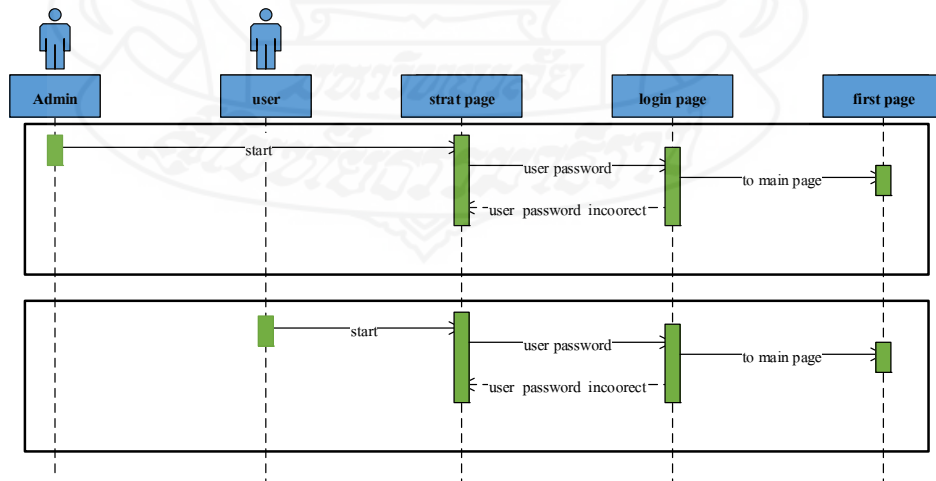 Admin
user
strat page
login page
first page
start
user password
to main page
user password incoorect
start
user password
to main page
user password incoorect